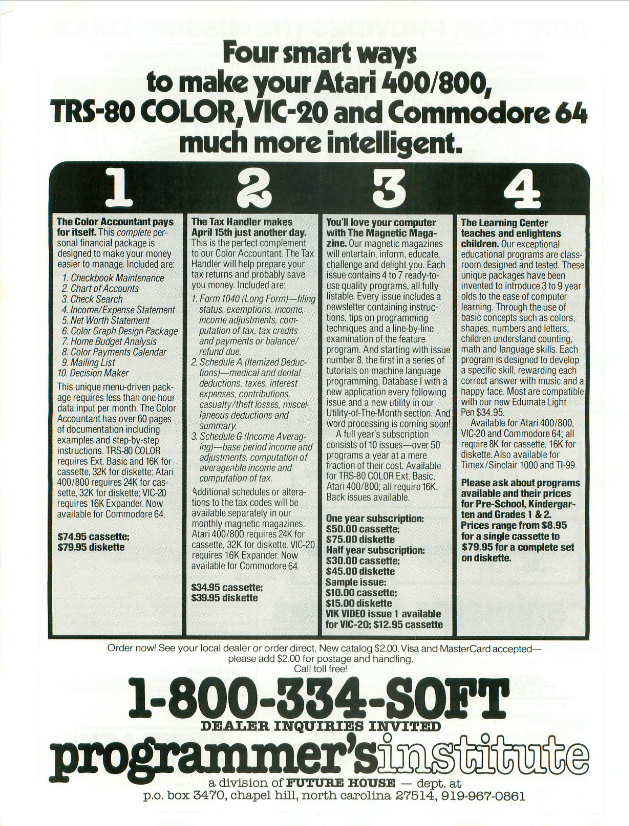 Four smart ways
to make your Atari 400/800,
TRS-80 COLOR, VIC-20 and Commodore 64
much more intelligent.
1
The Color Accountant pays
for itself. This complete per-
sonal financial package is
designed to make your money
easier to manage. Included are:
1. Checkbook Maintenance
2. Chart of Accounts
3. Check Search
4. Income/Expense Statement
5. Net Worth Statement
6. Color Graph Design Package
7. Home Budget Analysis
8. Color Payments Calendar
9. Mailing List
10. Decision Maker
This unique menu-driven pack-
age requires less than one hour
data input per month. The Color
Accountant has over 60 pages
of documentation including
examples and step-by-step
instructions. TRS-80 COLOR
requires Ext. Basic and 16K for
cassette, 32K for diskette; Atari
400/800 requires 24K for cas-
sette, 32K for diskette; VIC-20
requires 16K Expander. Now
available for Commodore 64.
$74.95 cassette;
$79.95 diskette
2
The Tax Handler makes
April 15th just another day.
This is the perfect complement
to our Color Accountant. The Tax
Handler will help prepare your
tax returns and probably save
you money. Included are:
1. Form 1040 (Long Form)—filing
status, exemptions, income,
income adjustments, com-
putation of tax, tax credits
and payments or balance/
refund due.
2. Schedule A (Itemized Deduc-
tions)—medical and dental
deductions, taxes, interest
expenses, contributions,
casualty/theft losses, miscel-
laneous deductions and
summary.
3. Schedule G (Income Averag-
ing)—base period income and
adjustments, computation of
averageable income and
computation of tax.
Additional schedules or altera-
tions to the tax codes will be
available separately in our
monthly magnetic magazines.
Atari 400/800 requires 24K for
cassette, 32K for diskette. VIC-20
requires 16K Expander. Now
available for Commodore 64.
$34.95 cassette;
$39.95 diskette
3
You'll love your computer
with The Magnetic Maga-
zine. Our magnetic magazines
will entertain, inform, educate,
challenge and delight you. Each
issue contains 4 to 7 ready-to-
use quality programs, all fully
listable. Every issue includes a
newsletter containing instruc-
tions, tips on programming
techniques and a line-by-line
examination of the feature
program. And starting with issue
number 8, the first in a series of
tutorials on machine language
programming. Database I with a
new application every following
issue and a new utility in our
Utility-of-The-Month section. And
word processing is coming soon!
A full year's subscription
consists of 10 issues—over 50
programs a year at a mere
fraction of their cost. Available
for TRS-80 COLOR Ext. Basic,
Atari 400/800; all require 16K.
Back issues available.
One year subscription:
$50.00 cassette;
$75.00 diskette
Half year subscription:
$30.00 cassette;
$45.00 diskette
Sample issue:
$10.00 cassette;
$15.00 diskette
VIK VIDEO issue 1 available
for VIC-20; $12.95 cassette
4
The Learning Center
teaches and enlightens
children. Our exceptional
educational programs are class-
room designed and tested. These
unique packages have been
invented to introduce 3 to 9 year
olds to the ease of computer
learning. Through the use of
basic concepts such as colors,
shapes, numbers and letters,
children understand counting,
math and language skills. Each
program is designed to develop
a specific skill, rewarding each
correct answer with music and a
happy face. Most are compatible
with our new Edumate Light
Pen $34.95.
Available for Atari 400/800,
VIC-20 and Commodore 64; all
require 8K for cassette, 16K for
diskette. Also available for
Timex/Sinclair 1000 and TI-99.
Please ask about programs
available and their prices
for Pre-School, Kindergar-
ten and Grades 1 & 2.
Prices range from $8.95
for a single cassette to
$79.95 for a complete set
on diskette.
Order now! See your local dealer or order direct. New catalog $2.00. Visa and MasterCard accepted—
please add $2.00 for postage and handling.
Call toll free!
1-800-334-SOFT
DEALER INQUIRIES INVITED
programmer's institute
a division of FUTURE HOUSE — dept. at
p.o. box 3470, chapel hill, north carolina 27514, 919-967-0861